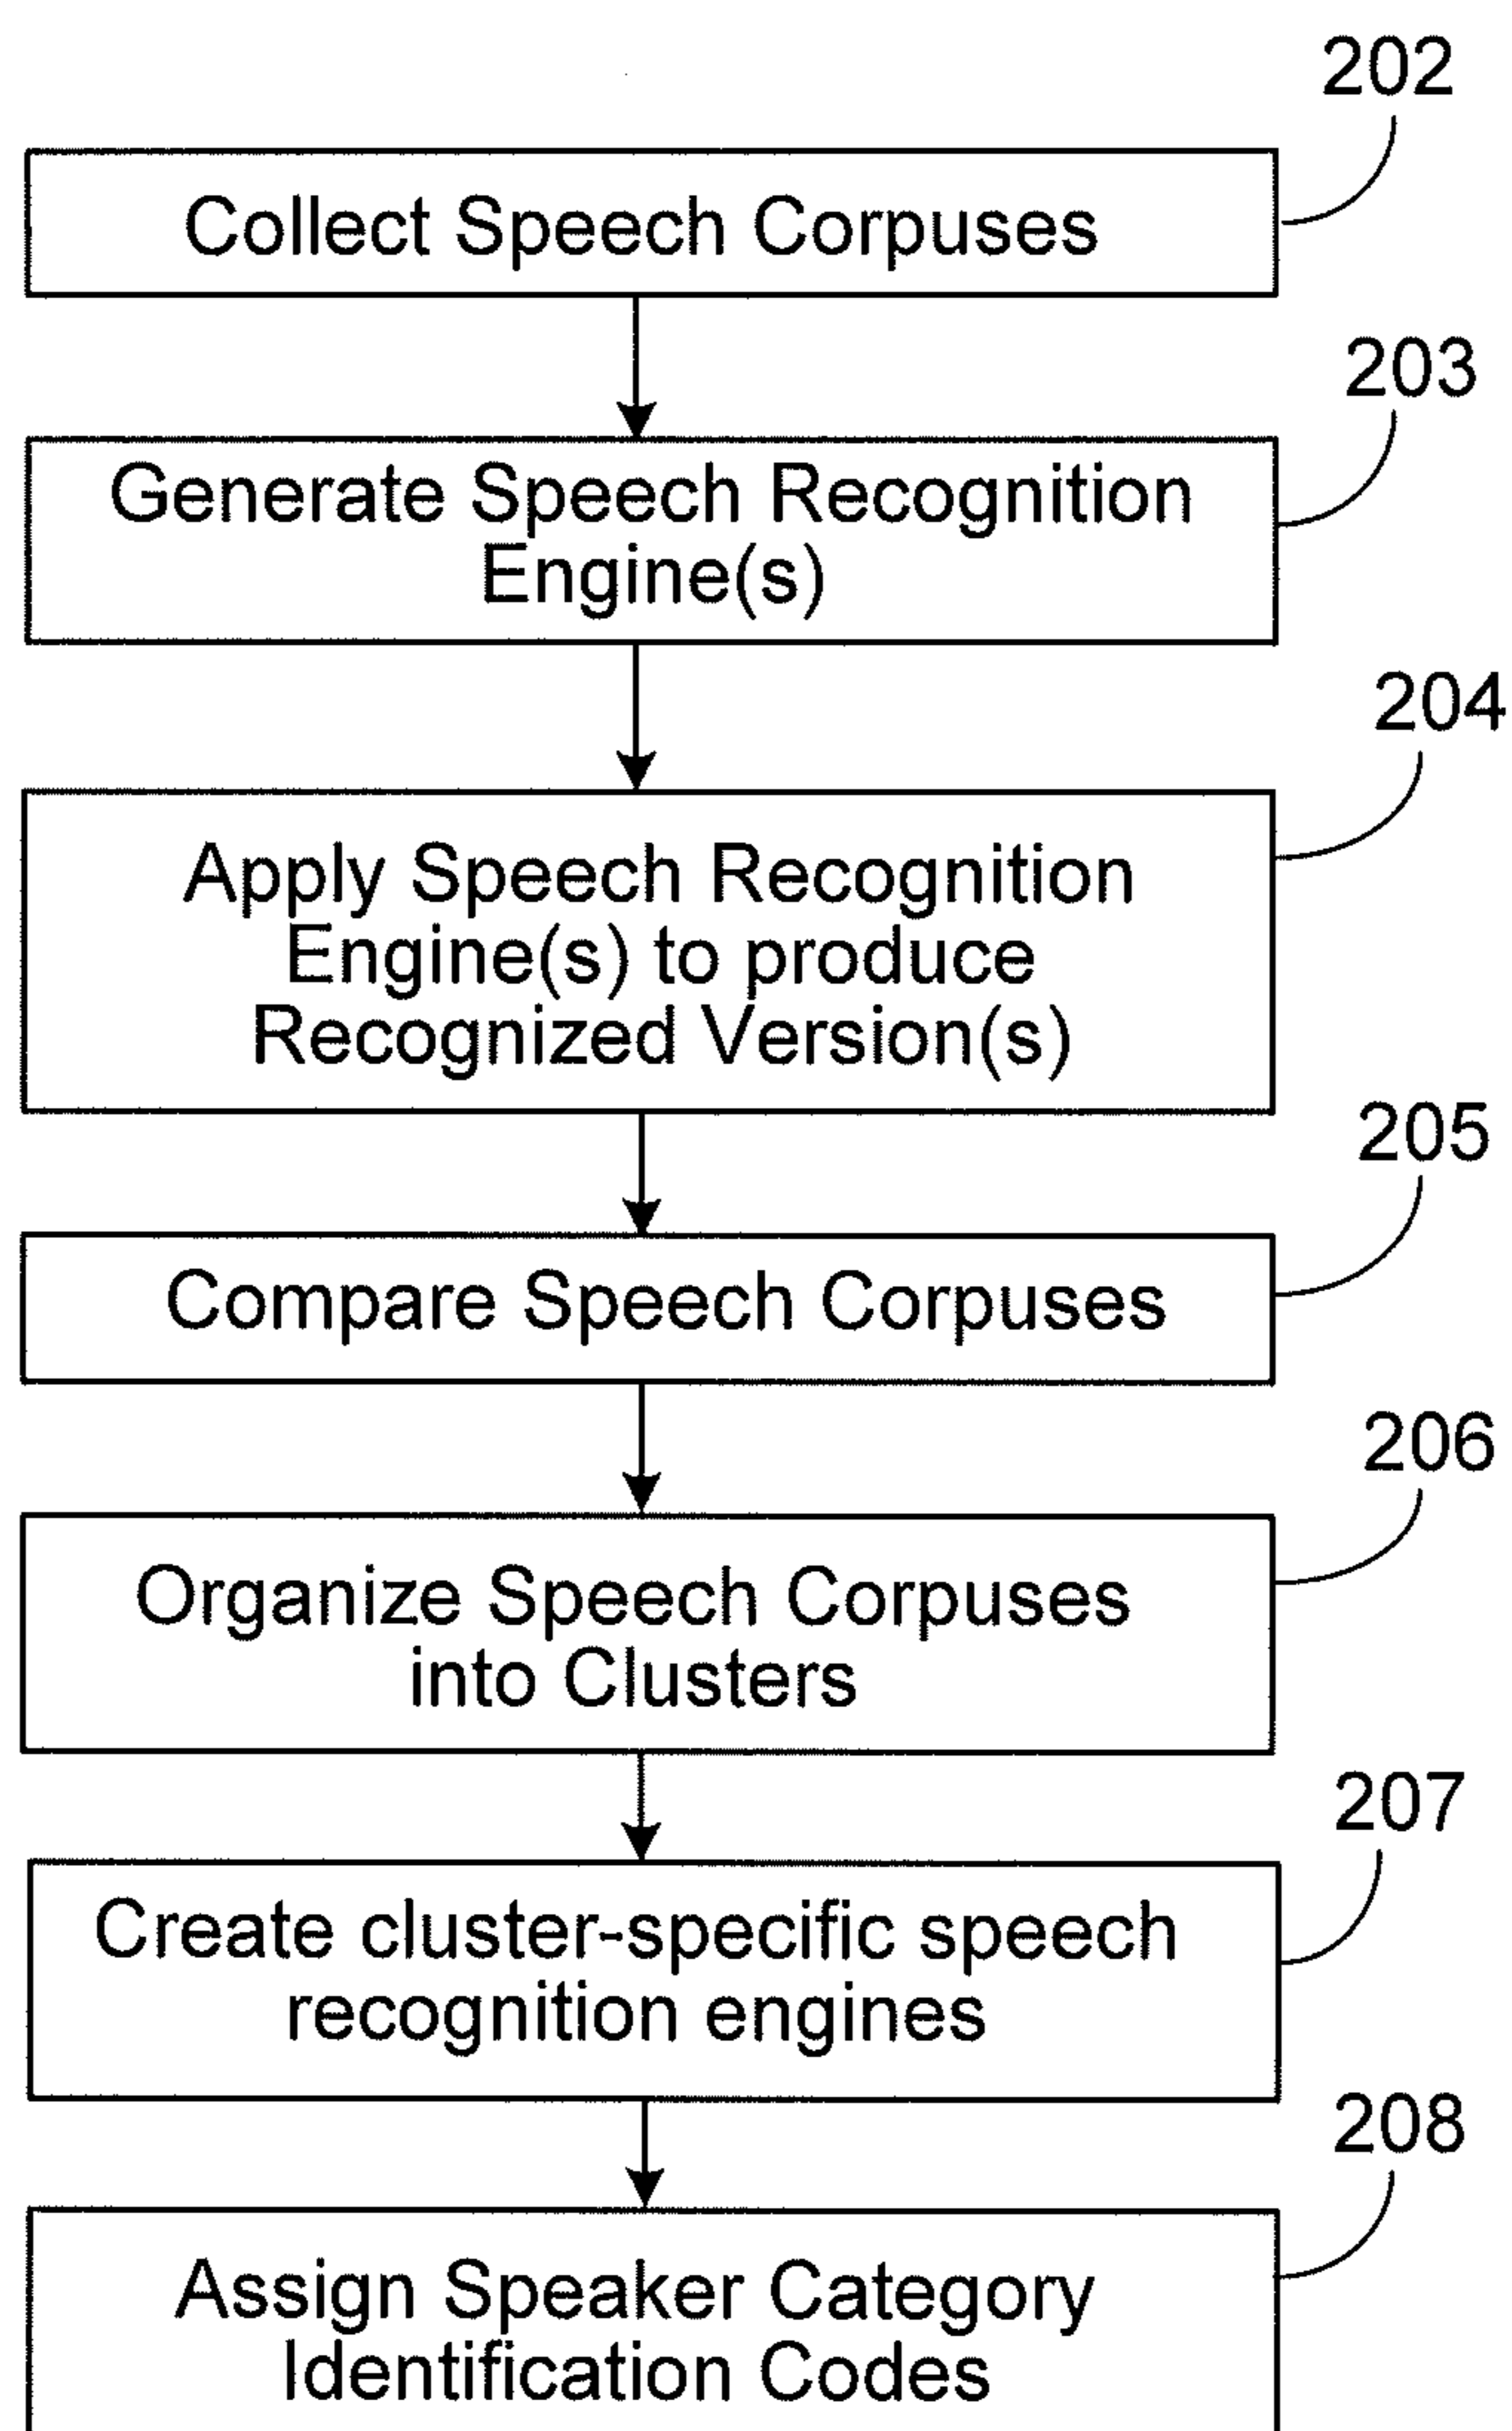 202
Collect Speech Corpuses
203
Generate Speech Recognition
Engine(s)
204
Apply Speech Recognition
Engine(s) to produce
Recognized Version(s)
205
Compare Speech Corpuses
206
Organize Speech Corpuses
into Clusters
207
Create cluster-specific speech
recognition engines
208
Assign Speaker Category
Identification Codes